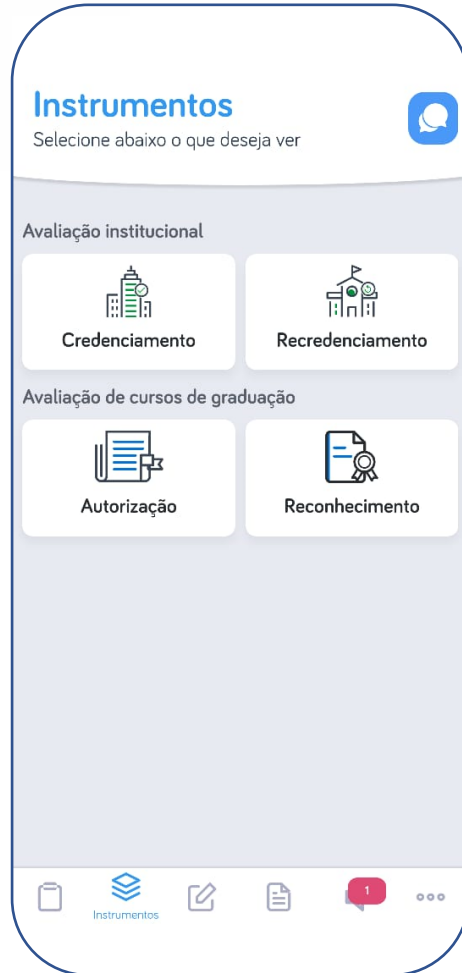 Instrumentos
Selecione abaixo o que deseja ver
Avaliação institucional
Credenciamento
Recredenciamento
Avaliação de cursos de graduação
Autorização
Reconhecimento
1
Instrumentos